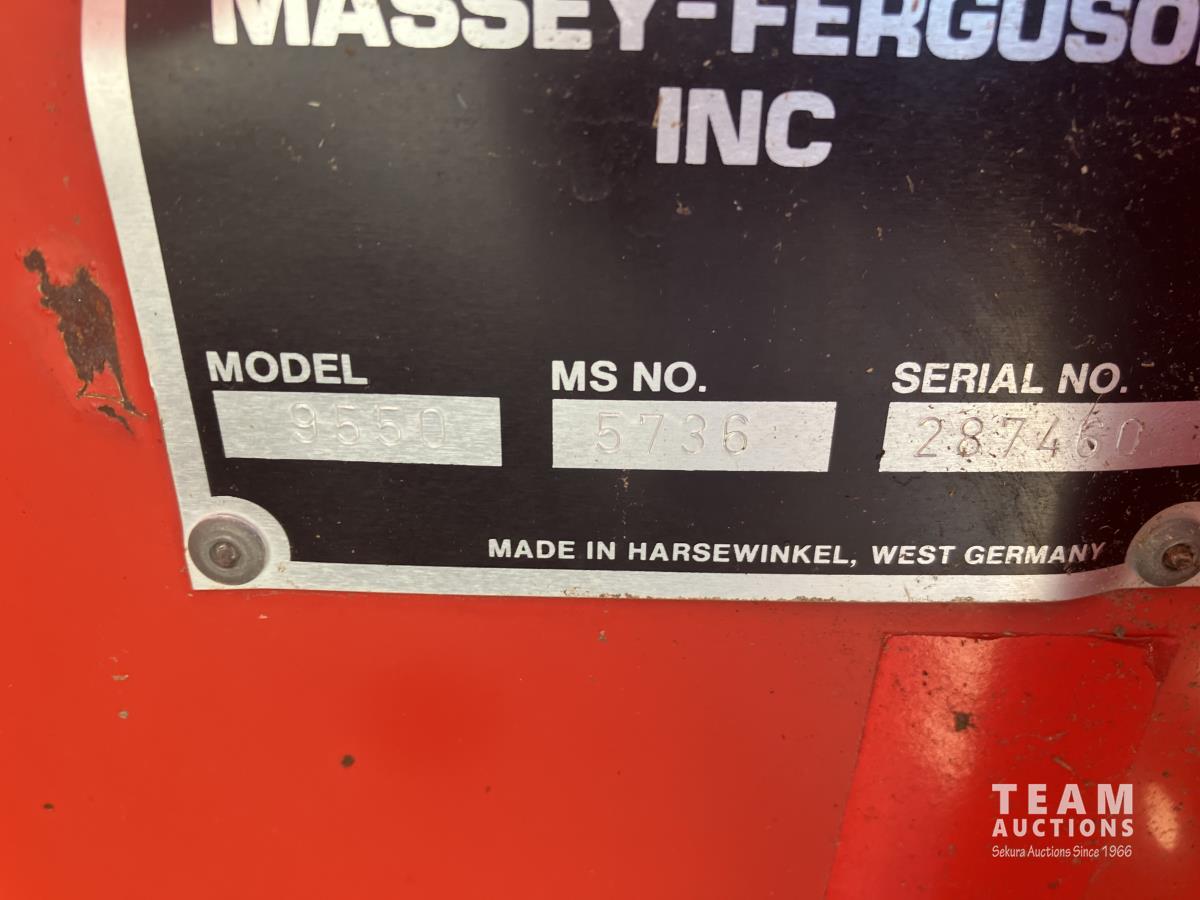 MASSEY-FERGUSON
INC
MODEL MS NO. SERIAL NO.
9550 5736 287460
MADE IN HARSEWINKEL, WEST GERMANY
TEAM
AUCTIONS
Sekura Auctions Since 1966